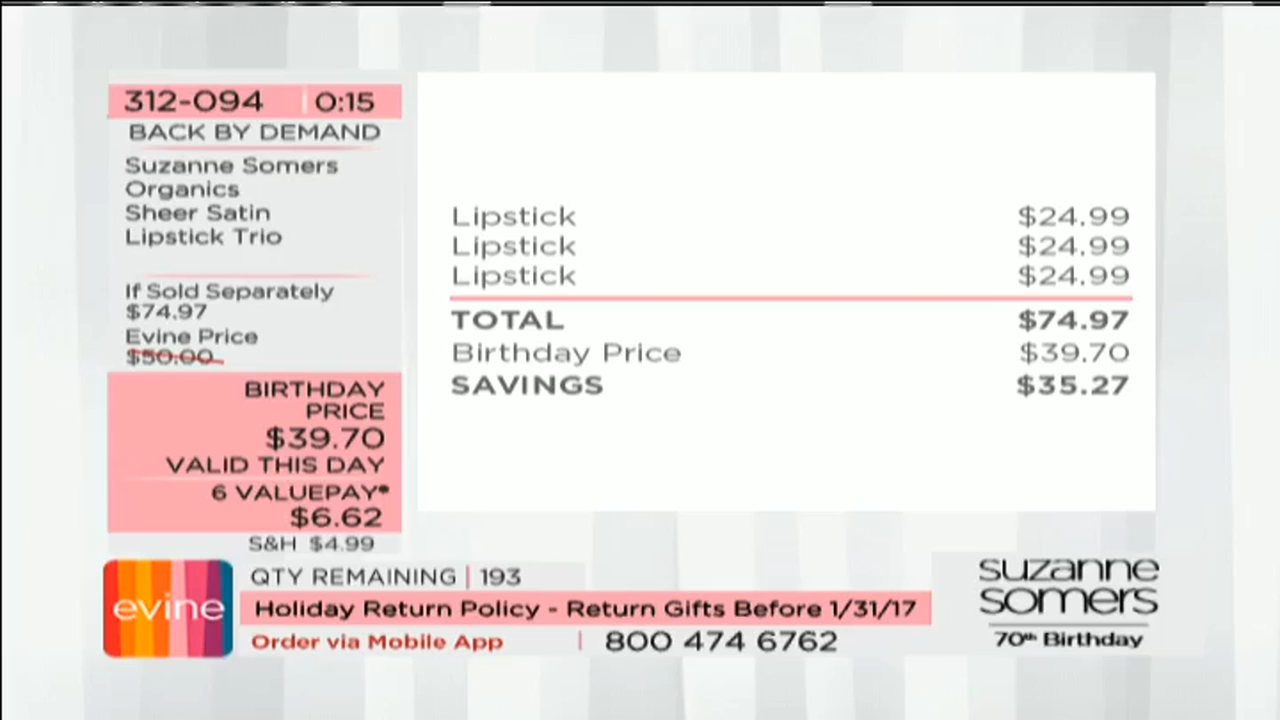 312-094 0:15
BACK BY DEMAND
Suzanne Somers
Organics
Sheer Satin
Lipstick Trio
If Sold Separately
$74.97
Evine Price
$50.00
BIRTHDAY
PRICE
$39.70
VALID THIS DAY
6 VALUEPAY®
$6.62
S&H $4.99
Lipstick $24.99
Lipstick $24.99
Lipstick $24.99
TOTAL $74.97
Birthday Price $39.70
SAVINGS $35.27
evine
QTY REMAINING | 193
Holiday Return Policy - Return Gifts Before 1/31/17
Order via Mobile App | 800 474 6762
suzanne
somers
70th Birthday